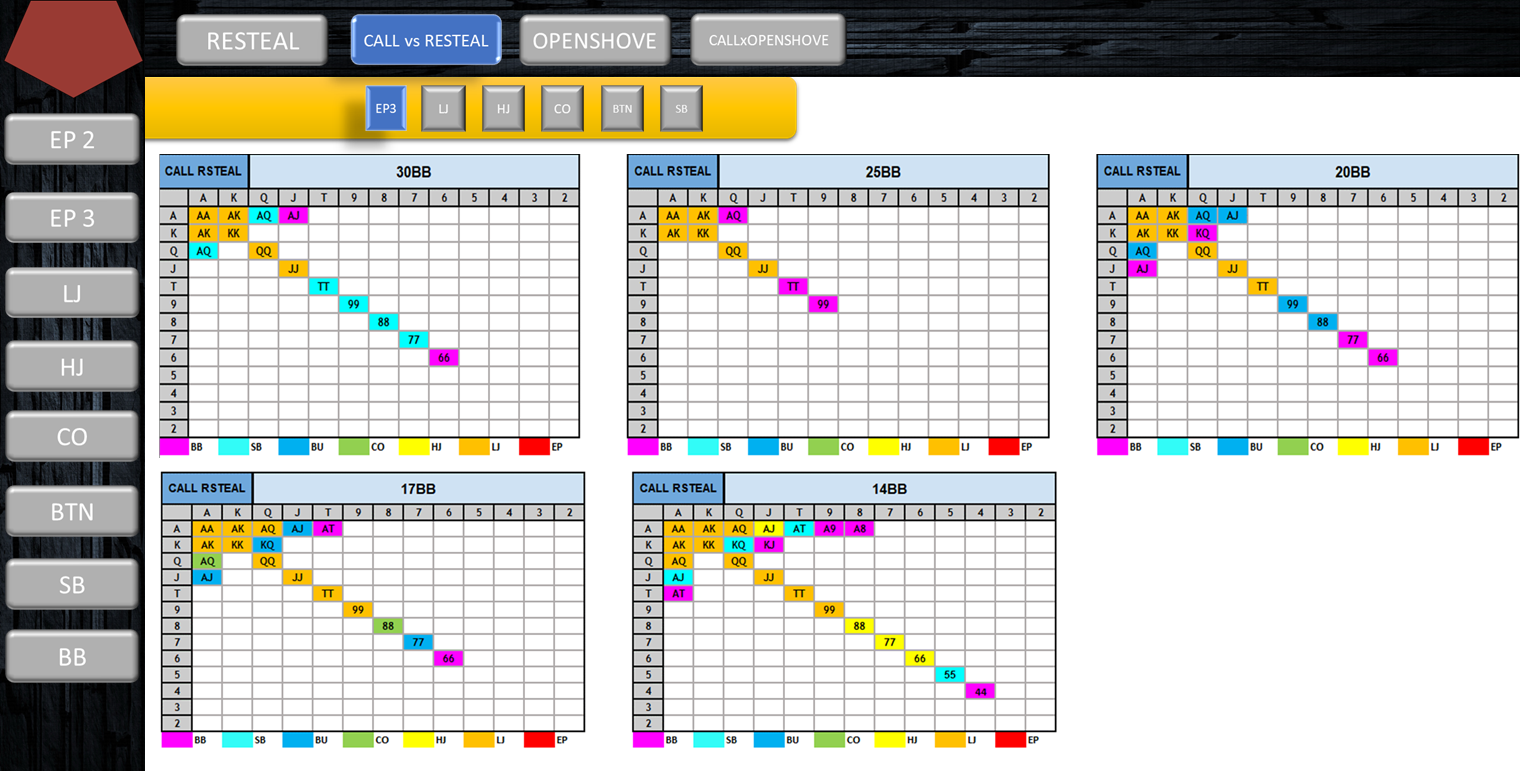 RESTEAL CALL vs RESTEAL OPENSHOVE CALLxOPENSHOVE
EP3 LJ HJ CO BTN SB
EP 2
EP 3
LJ
HJ
CO
BTN
SB
BB
CALL RSTEAL 30BB
A K Q J T 9 8 7 6 5 4 3 2
A AA AK AQ AJ
K AK KK
Q AQ QQ
J JJ
T TT
9 99
8 88
7 77
6 66
5
4
3
2
BB SB BU CO HJ LJ EP
CALL RSTEAL 25BB
A K Q J T 9 8 7 6 5 4 3 2
A AA AK AQ
K AK KK
Q QQ
J JJ
T TT
9 99
8
7
6
5
4
3
2
BB SB BU CO HJ LJ EP
CALL RSTEAL 20BB
A K Q J T 9 8 7 6 5 4 3 2
A AA AK AQ AJ
K AK KK KQ
Q AQ QQ
J AJ JJ
T TT
9 99
8 88
7 77
6 66
5
4
3
2
BB SB BU CO HJ LJ EP
CALL RSTEAL 17BB
A K Q J T 9 8 7 6 5 4 3 2
A AA AK AQ AJ AT
K AK KK KQ
Q AQ QQ
J AJ JJ
T TT
9 99
8 88
7 77
6 66
5
4
3
2
BB SB BU CO HJ LJ EP
CALL RSTEAL 14BB
A K Q J T 9 8 7 6 5 4 3 2
A AA AK AQ AJ AT A9 A8
K AK KK KQ KJ
Q AQ QQ
J AJ JJ
T AT TT
9 99
8 88
7 77
6 66
5 55
4 44
3
2
BB SB BU CO HJ LJ EP